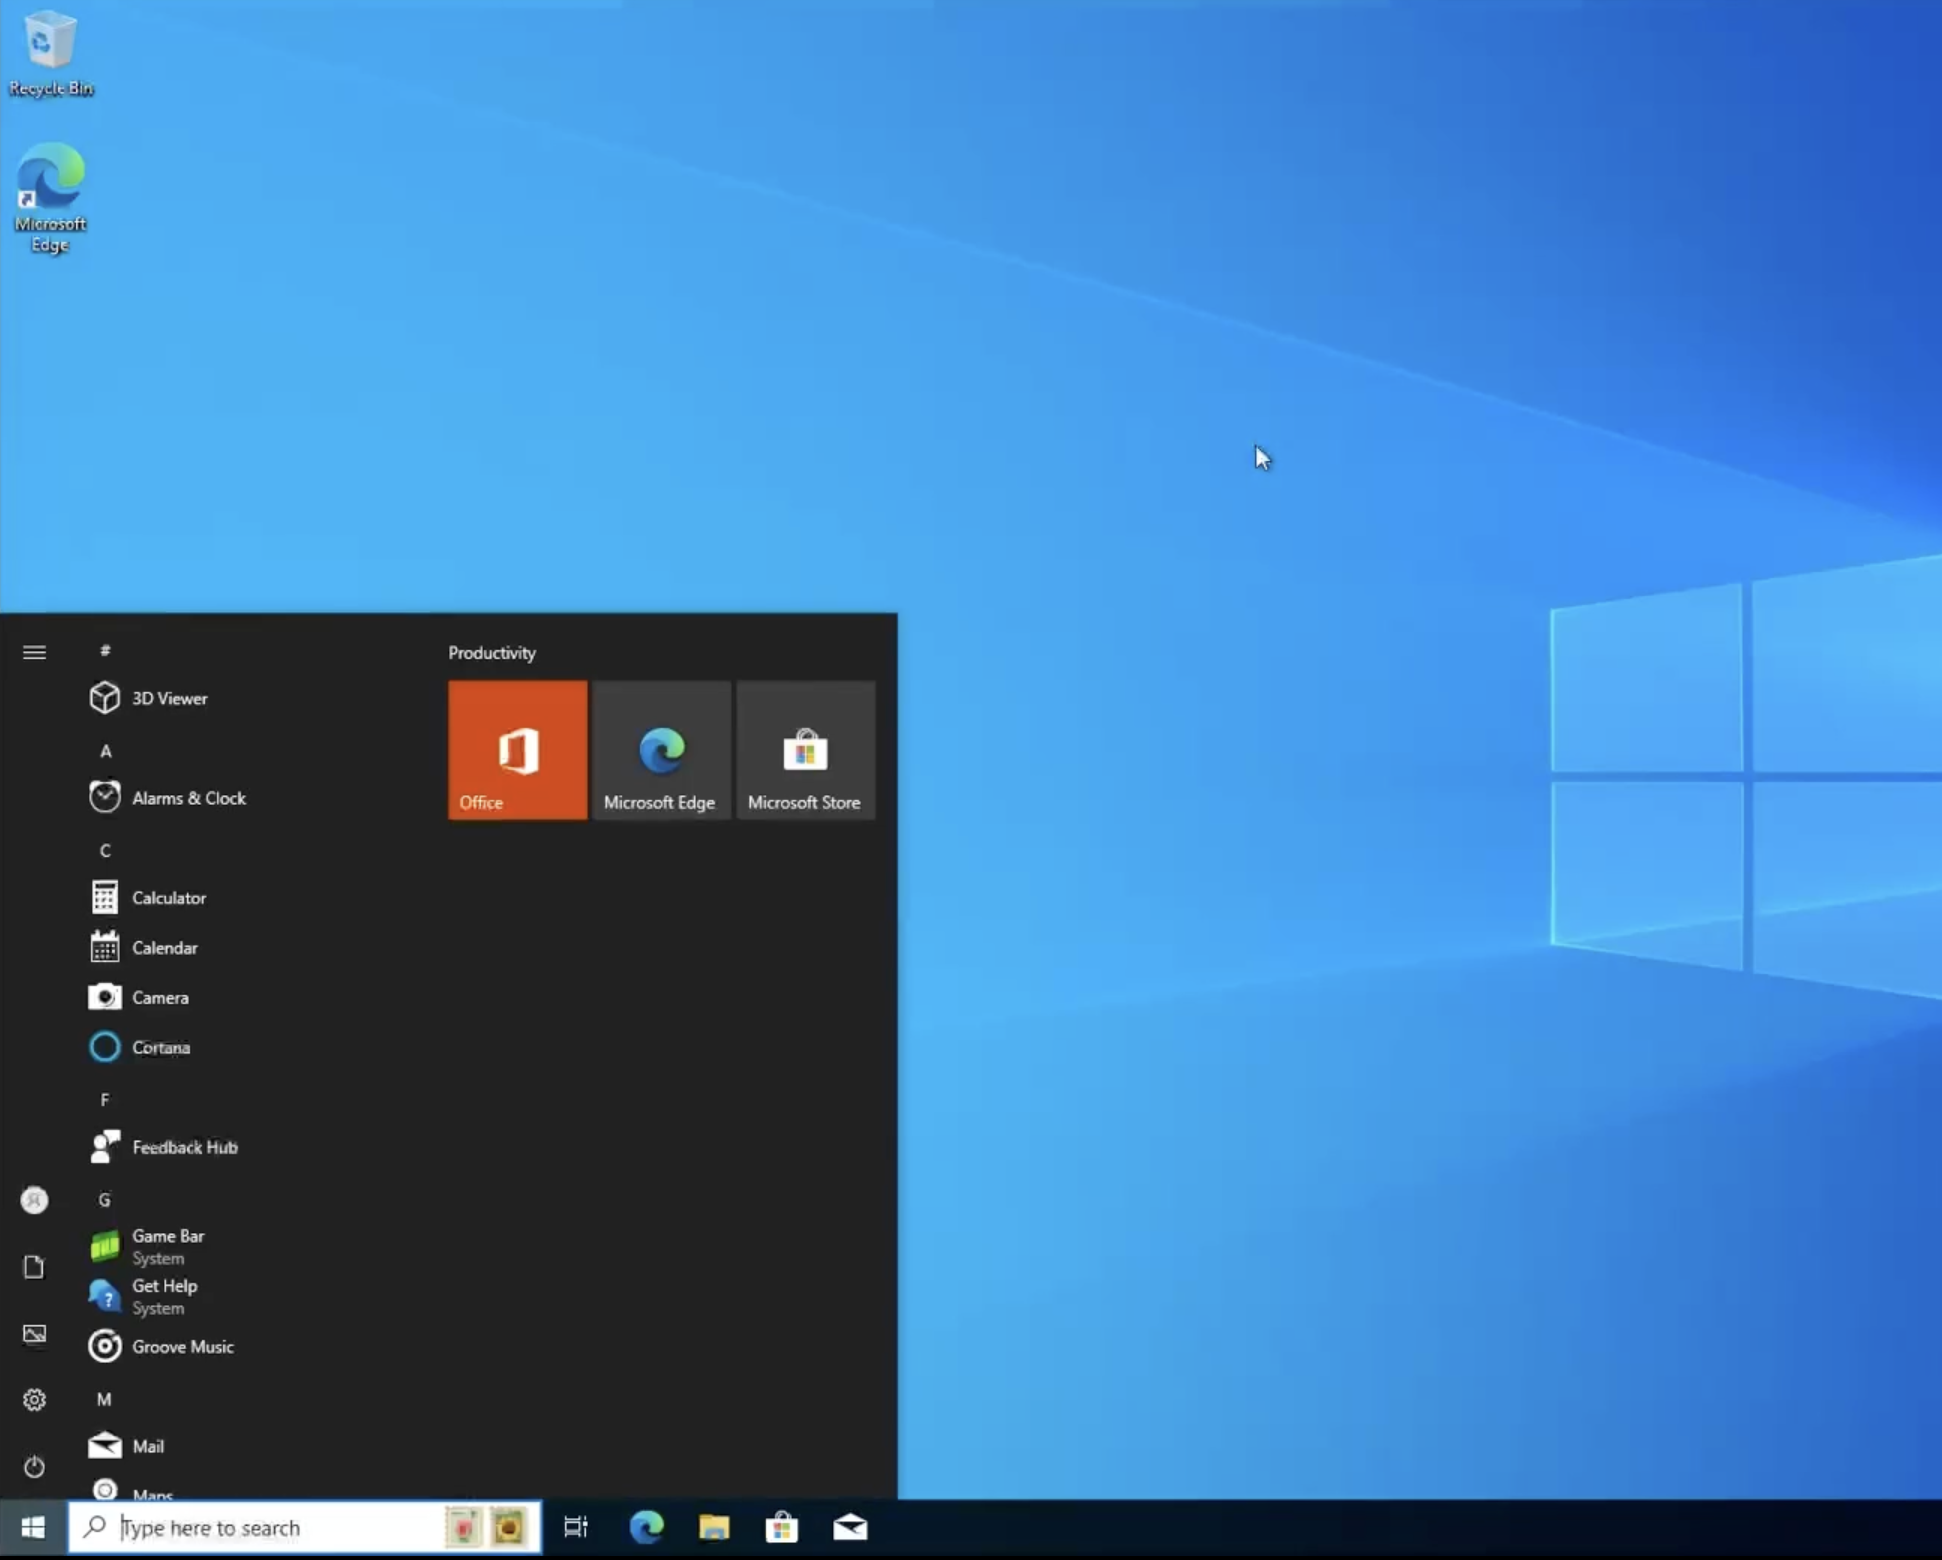 Recycle Bin
Microsoft
Edge
#
3D Viewer
A
Alarms & Clock
C
Calculator
Calendar
Camera
Cortana
F
Feedback Hub
G
Game Bar
System
Get Help
System
Groove Music
M
Mail
Maps
Productivity
Office
Microsoft Edge
Microsoft Store
Type here to search